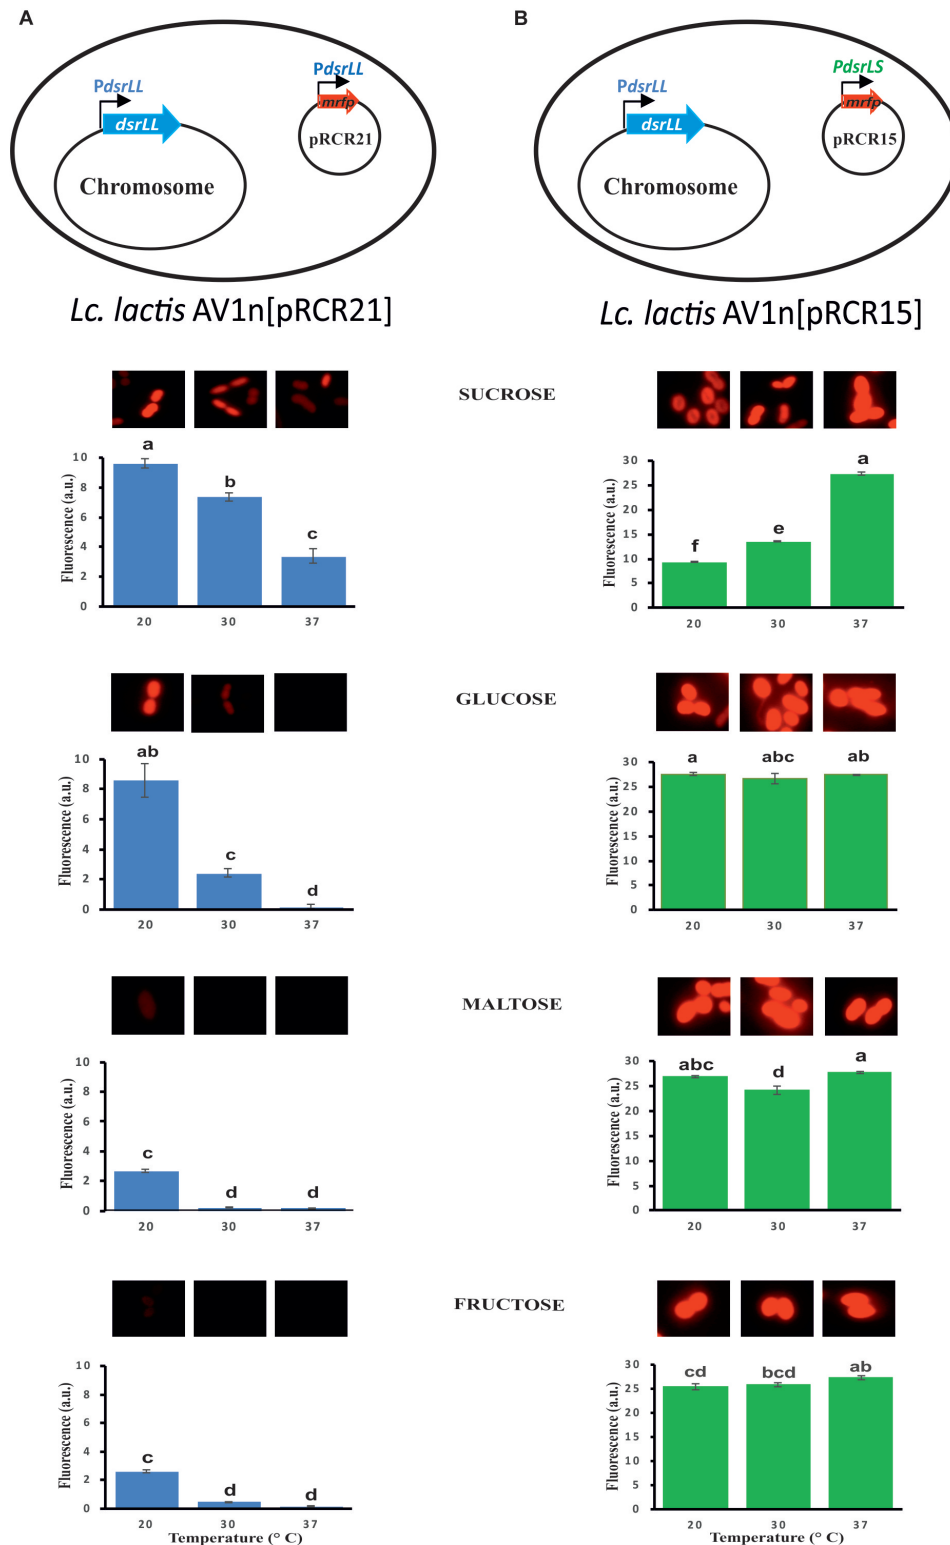 A
B
PdsrLL
PdsrLL
mrfp
dsrLL
pRCR21
Chromosome
Lc. lactis AV1n[pRCR21]
PdsrLL
PdsrLS
mrfp
dsrLL
pRCR15
Chromosome
Lc. lactis AV1n[pRCR15]
SUCROSE
Fluorescence (a.u.)
10
8
6
4
2
0
a
b
c
20 30 37
Fluorescence (a.u.)
30
25
20
15
10
5
0
f
e
a
20 30 37
GLUCOSE
Fluorescence (a.u.)
10
8
6
4
2
0
ab
c
d
20 30 37
Fluorescence (a.u.)
30
25
20
15
10
5
0
a abc ab
20 30 37
MALTOSE
Fluorescence (a.u.)
10
8
6
4
2
0
c
d d
20 30 37
Fluorescence (a.u.)
30
25
20
15
10
5
0
abc d a
20 30 37
FRUCTOSE
Fluorescence (a.u.)
10
8
6
4
2
0
c
d d
20 30 37
Temperature (° C)
Fluorescence (a.u.)
30
25
20
15
10
5
0
cd bcd ab
20 30 37
Temperature (° C)